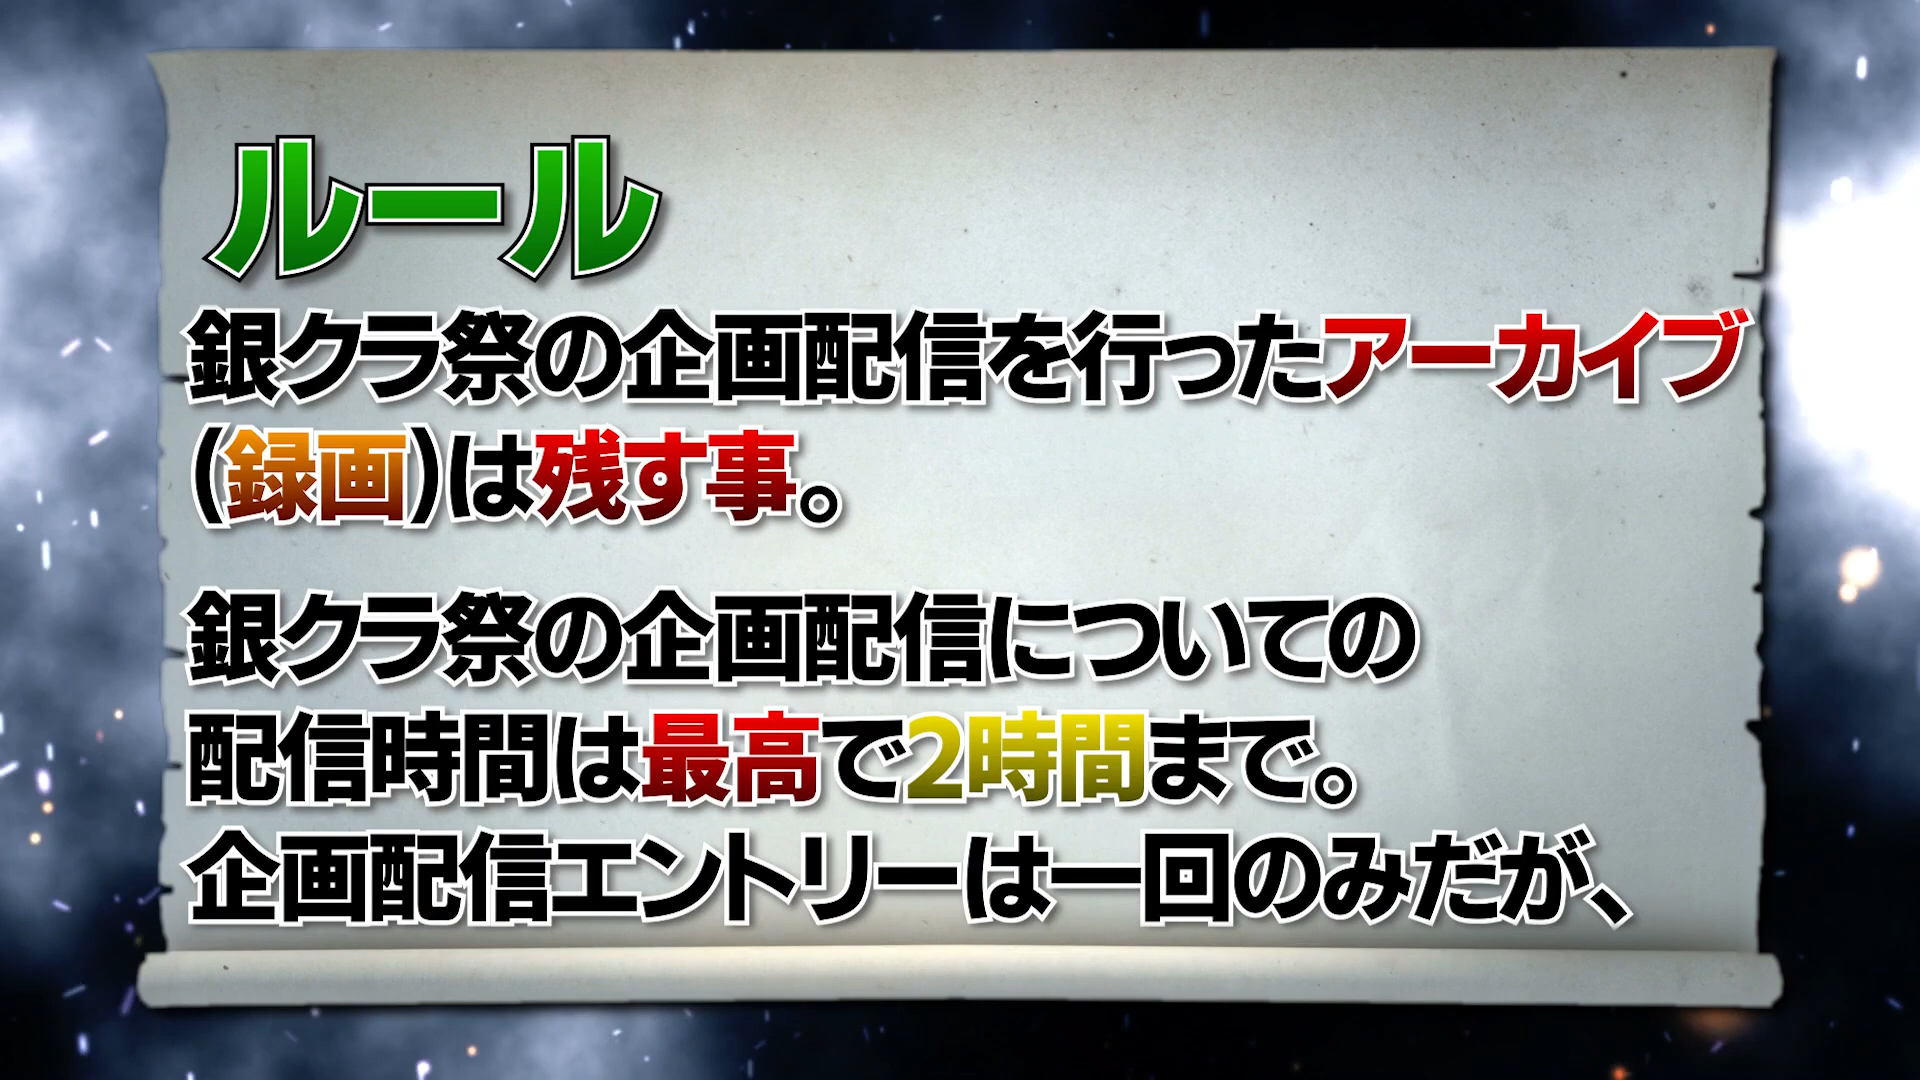 ルール
銀クラ祭の企画配信を行ったアーカイブ
(録画)は残す事。
銀クラ祭の企画配信についての
配信時間は最高で2時間まで。
企画配信エントリーは一回のみだが、